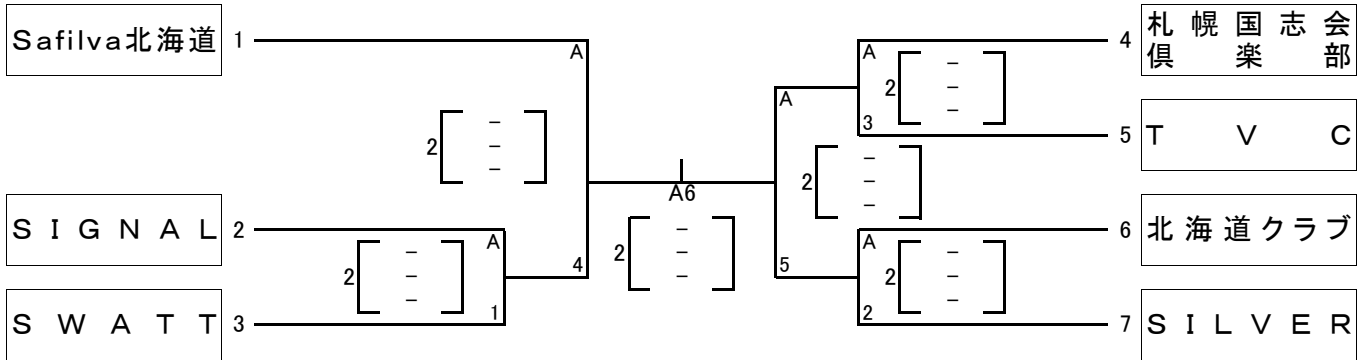 Safilva北海道 1
SIGNAL 2
SWATT 3
A
4
2 － － －
A
1
2 － － －
A6
2 － － －
A
5
2 － － －
A
3
2 － － －
A
2
2 － － －
4 札幌国志会
倶楽部
5 TVC
6 北海道クラブ
7 SILVER